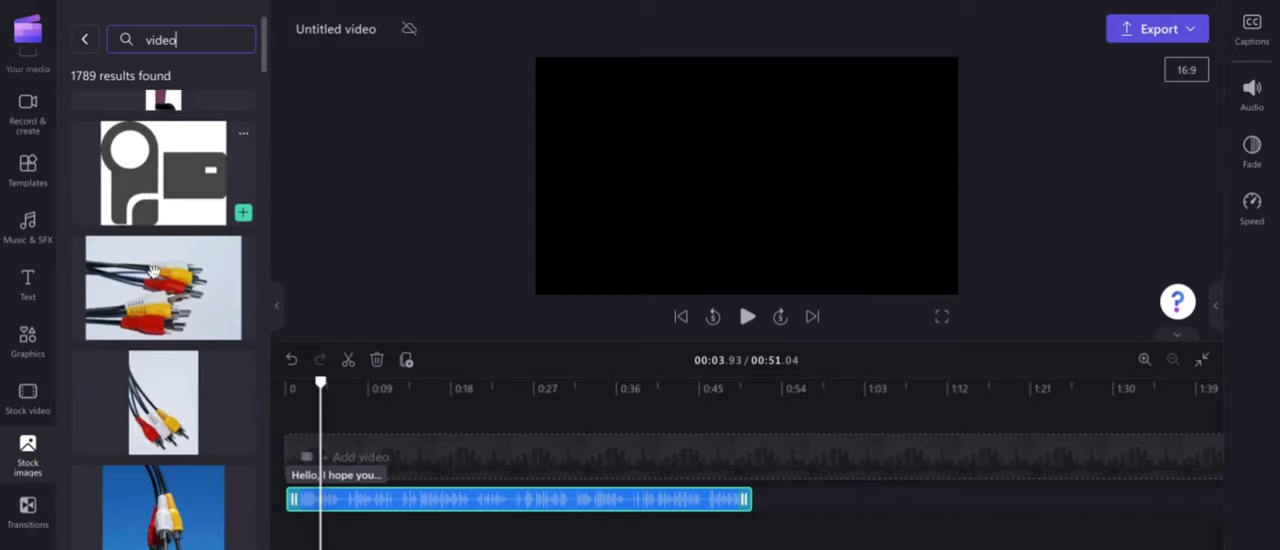 Your media
Record & create
Templates
Music & SFX
Text
Graphics
Stock video
Stock images
Transitions
video
1789 results found
Untitled video
Export
16:9
5
5
?
00:03.93 / 00:51.04
0
0:09
0:18
0:27
0:36
0:45
0:54
1:03
1:12
1:21
1:30
1:39
+ Add video
Hello, I hope you...
CC
Captions
Audio
Fade
Speed